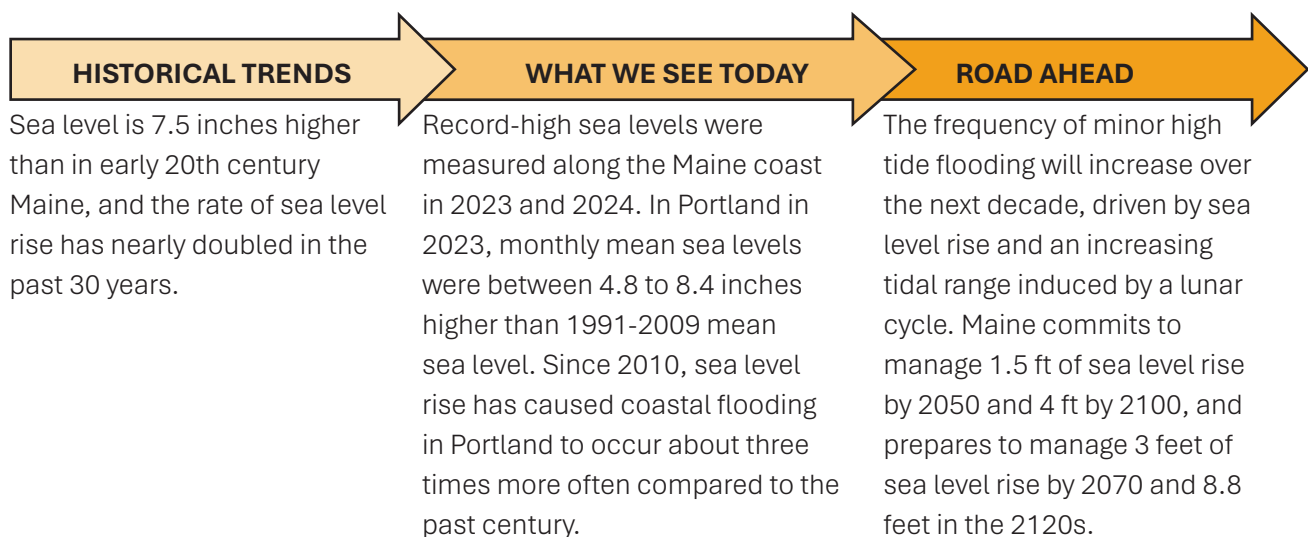 HISTORICAL TRENDS
Sea level is 7.5 inches higher
than in early 20th century
Maine, and the rate of sea level
rise has nearly doubled in the
past 30 years.
WHAT WE SEE TODAY
Record-high sea levels were
measured along the Maine coast
in 2023 and 2024. In Portland in
2023, monthly mean sea levels
were between 4.8 to 8.4 inches
higher than 1991-2009 mean
sea level. Since 2010, sea level
rise has caused coastal flooding
in Portland to occur about three
times more often compared to the
past century.
ROAD AHEAD
The frequency of minor high
tide flooding will increase over
the next decade, driven by sea
level rise and an increasing
tidal range induced by a lunar
cycle. Maine commits to
manage 1.5 ft of sea level rise
by 2050 and 4 ft by 2100, and
prepares to manage 3 feet of
sea level rise by 2070 and 8.8
feet in the 2120s.